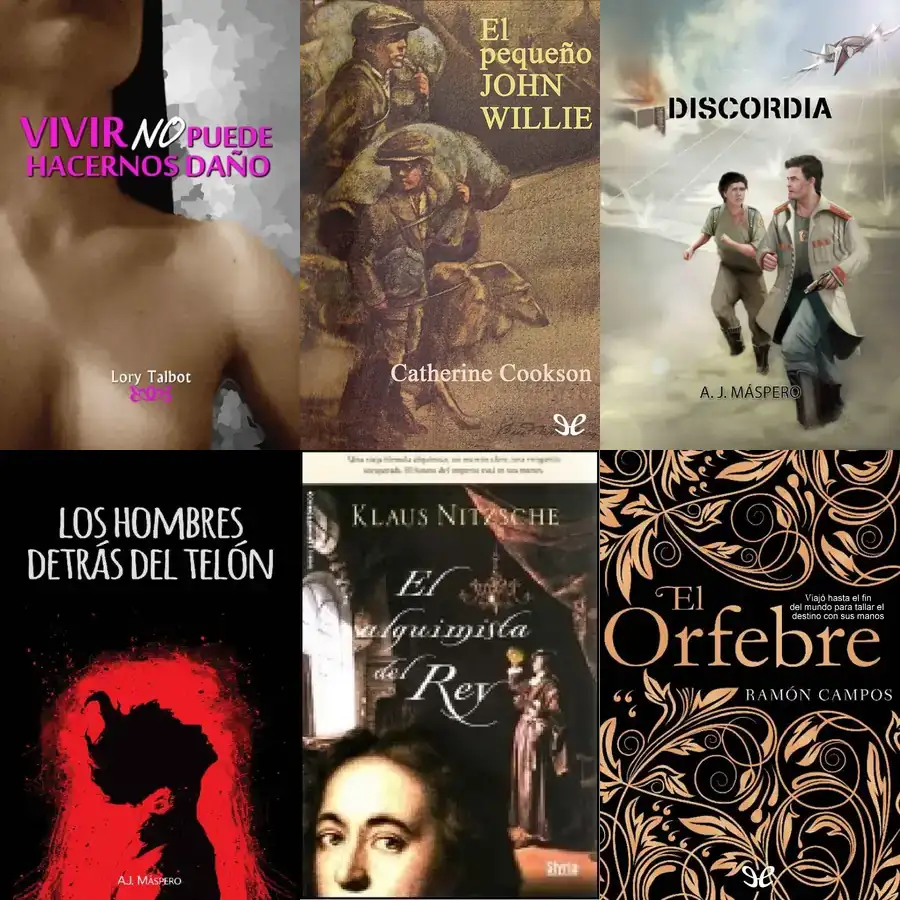 VIVIR NO PUEDE
HACERNOS DAÑO
Lory Talbot
El
pequeño
JOHN
WILLIE
Catherine Cookson
DISCORDIA
A. J. MÁSPERO
LOS HOMBRES
DETRÁS DEL TELÓN
A.J. MÁSPERO
KLAUS NITZSCHE
El
alquimista
del Rey
Styria
El
Orfebre
Viajó hasta el fin
del mundo para tallar el
destino con sus manos
RAMÓN CAMPOS